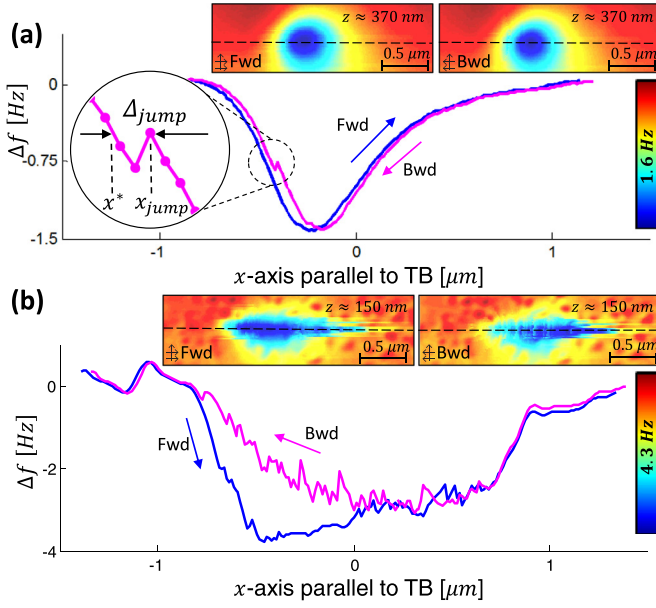 (a)
z ≈ 370 nm
Fwd
0.5 μm
z ≈ 370 nm
Bwd
0.5 μm
Δf [Hz]
0
-0.75
-1.5
Δjump
x*
xjump
Fwd
Bwd
1.6 Hz
-1
0
1
x-axis parallel to TB [μm]
(b)
z ≈ 150 nm
Fwd
0.5 μm
z ≈ 150 nm
Bwd
0.5 μm
Δf [Hz]
0
-2
-4
Fwd
Bwd
4.3 Hz
-1
0
1
x-axis parallel to TB [μm]